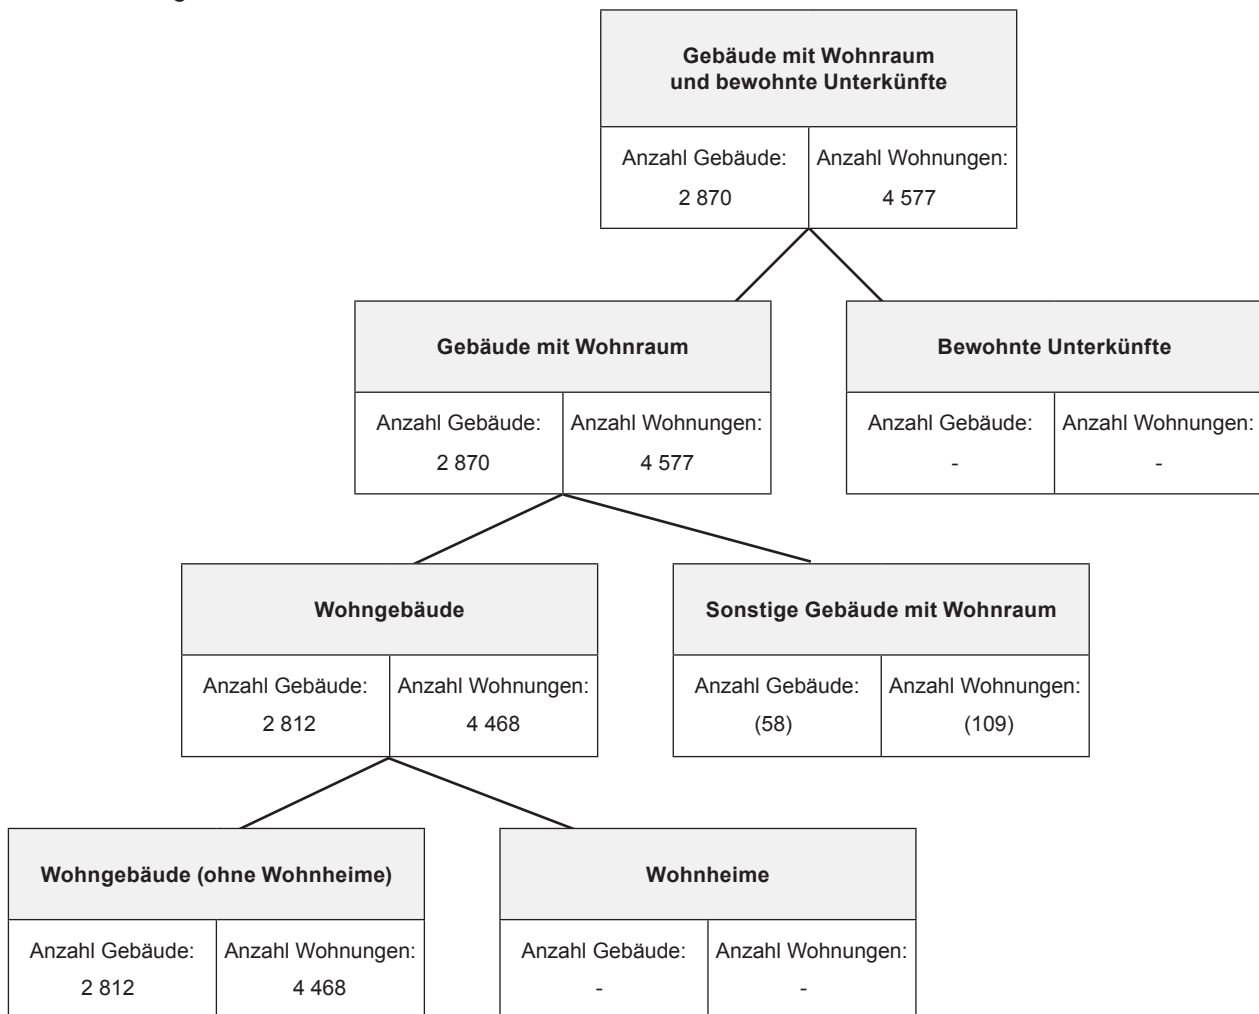 Gebäude mit Wohnraum
und bewohnte Unterkünfte
Anzahl Gebäude: Anzahl Wohnungen:
2 870 4 577
Gebäude mit Wohnraum
Anzahl Gebäude: Anzahl Wohnungen:
2 870 4 577
Bewohnte Unterkünfte
Anzahl Gebäude: Anzahl Wohnungen:
- -
Wohngebäude
Anzahl Gebäude: Anzahl Wohnungen:
2 812 4 468
Sonstige Gebäude mit Wohnraum
Anzahl Gebäude: Anzahl Wohnungen:
(58) (109)
Wohngebäude (ohne Wohnheime)
Anzahl Gebäude: Anzahl Wohnungen:
2 812 4 468
Wohnheime
Anzahl Gebäude: Anzahl Wohnungen:
- -